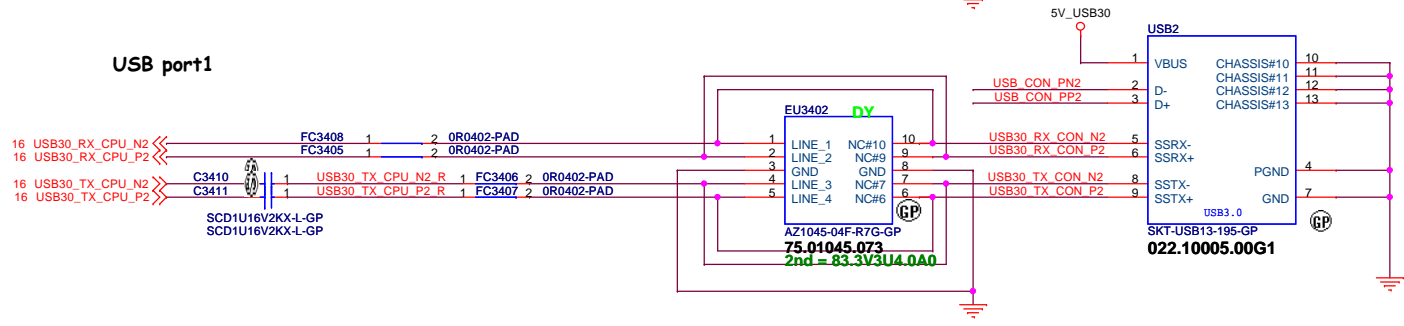 5V_USB30
USB2
USB port1
1 VBUS CHASSIS#10 10
CHASSIS#11 11
USB_CON_PN2 2 D- CHASSIS#12 12
USB_CON_PP2 3 D+ CHASSIS#13 13
EU3402 DY
16 USB30_RX_CPU_N2 FC3408 1 2 0R0402-PAD 1 LINE_1 NC#10 10 USB30_RX_CON_N2 5 SSRX-
16 USB30_RX_CPU_P2 FC3405 1 2 0R0402-PAD 2 LINE_2 NC#9 9 USB30_RX_CON_P2 6 SSRX+
3 GND GND 8 PGND 4
16 USB30_TX_CPU_N2 C3410 1 USB30_TX_CPU_N2_R 1 FC3406 2 0R0402-PAD 4 LINE_3 NC#7 7 USB30_TX_CON_N2 8 SSTX-
16 USB30_TX_CPU_P2 C3411 1 USB30_TX_CPU_P2_R 1 FC3407 2 0R0402-PAD 5 LINE_4 NC#6 6 USB30_TX_CON_P2 9 SSTX+ GND 7
GP
USB3.0
GP
SCD1U16V2KX-L-GP
SCD1U16V2KX-L-GP
AZ1045-04F-R7G-GP
75.01045.073
2nd = 83.3V3U4.0A0
SKT-USB13-195-GP
022.10005.00G1